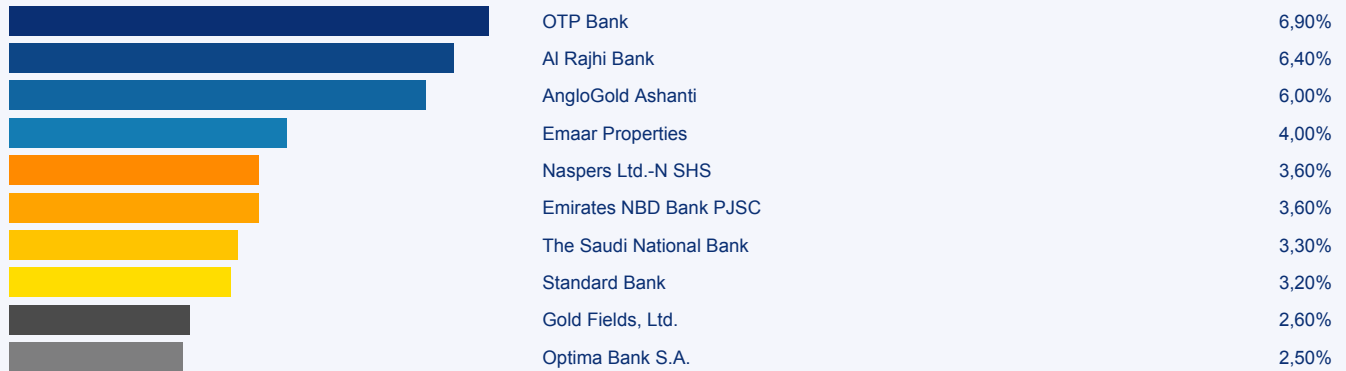 OTP Bank 6,90%
Al Rajhi Bank 6,40%
AngloGold Ashanti 6,00%
Emaar Properties 4,00%
Naspers Ltd.-N SHS 3,60%
Emirates NBD Bank PJSC 3,60%
The Saudi National Bank 3,30%
Standard Bank 3,20%
Gold Fields, Ltd. 2,60%
Optima Bank S.A. 2,50%